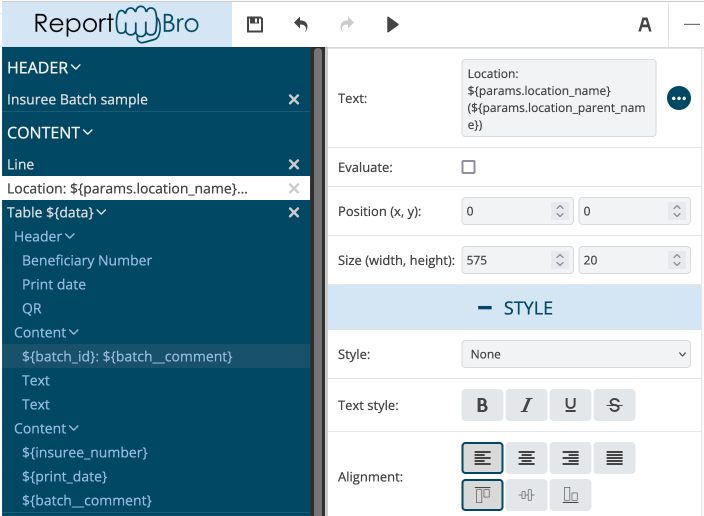 ReportBro
A
HEADER
Insuree Batch sample
CONTENT
Line
Location: ${params.location_name}...
Table ${data}
Header
Beneficiary Number
Print date
QR
Content
${batch_id}: ${batch__comment}
Text
Text
Content
${insuree_number}
${print_date}
${batch__comment}
Text:
Location:
${params.location_name}
(${params.location_parent_nam
e})
Evaluate:
Position (x, y): 0 0
Size (width, height): 575 20
STYLE
Style: None
Text style: B I U S
Alignment: